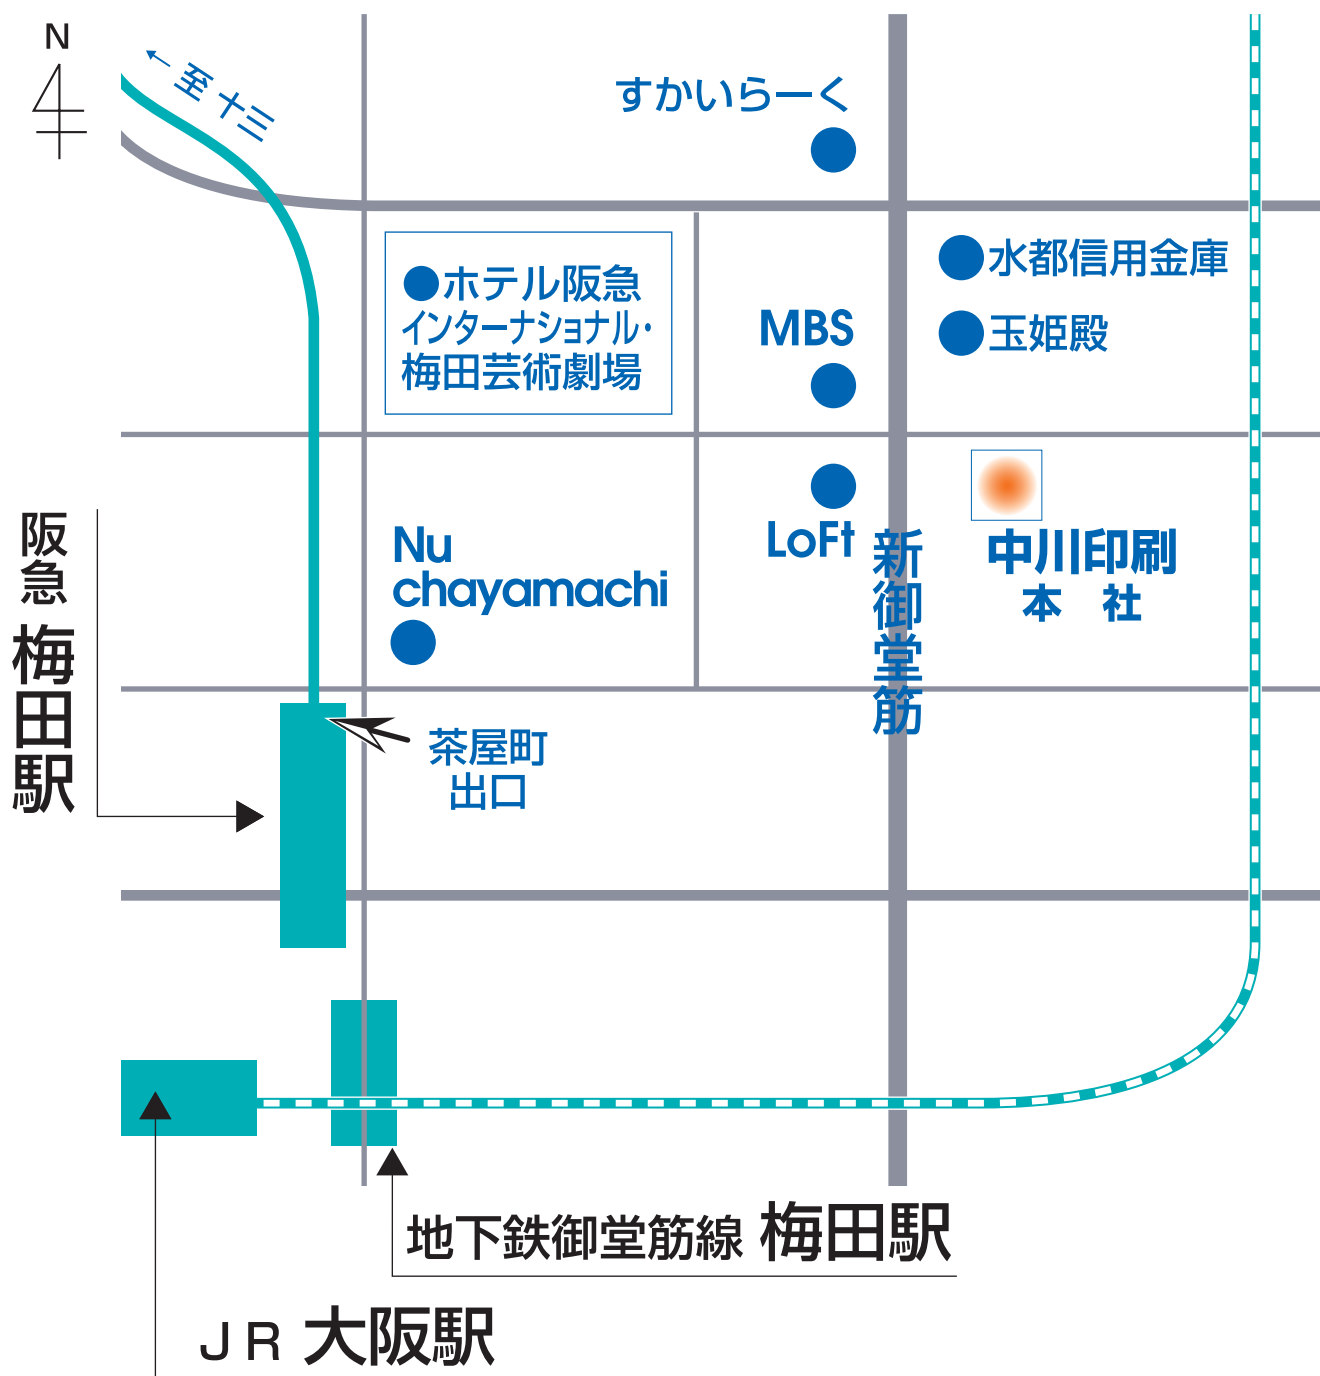 N
←至 十三
すかいらーく
●ホテル阪急
インターナショナル・
梅田芸術劇場
水都信用金庫
玉姫殿
MBS
LoFt
Nu
chayamachi
新御堂筋
中川印刷
本 社
阪急 梅田駅
茶屋町
出口
地下鉄御堂筋線 梅田駅
JR 大阪駅